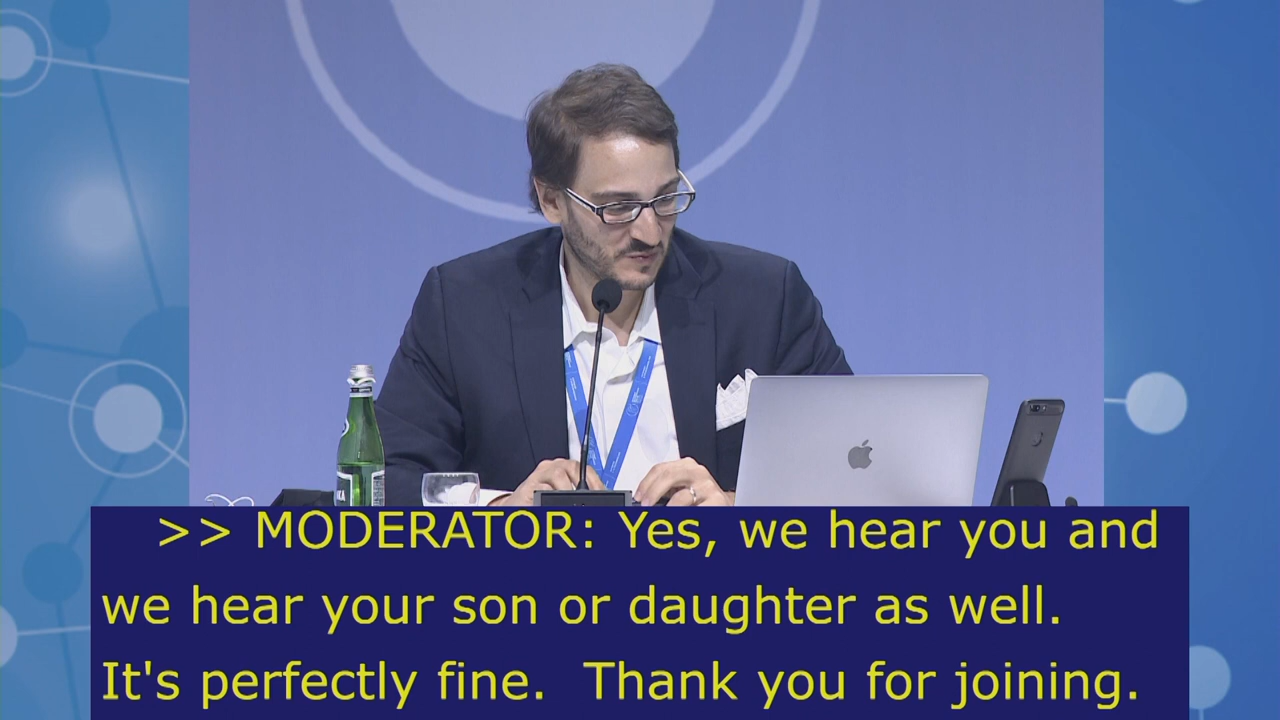 >> MODERATOR: Yes, we hear you and
we hear your son or daughter as well.
It's perfectly fine.  Thank you for joining.